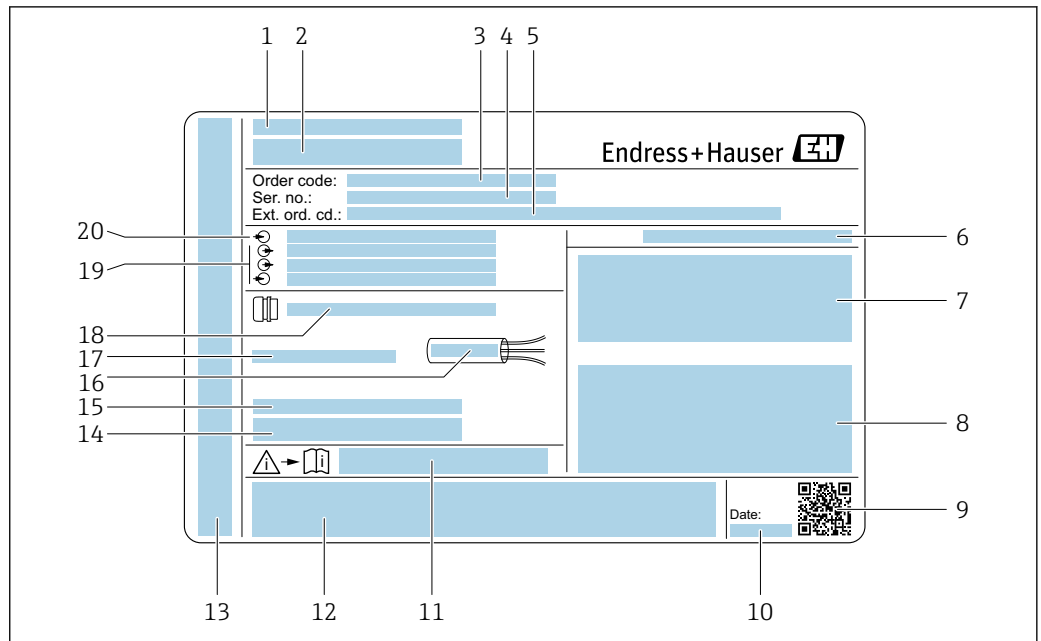 1 2 3 4 5
Endress+Hauser EH
Order code:
Ser. no.:
Ext. ord. cd.:
20
6
19
7
18
17
16
15
14
8
i i
Date:
9
13 12 11 10